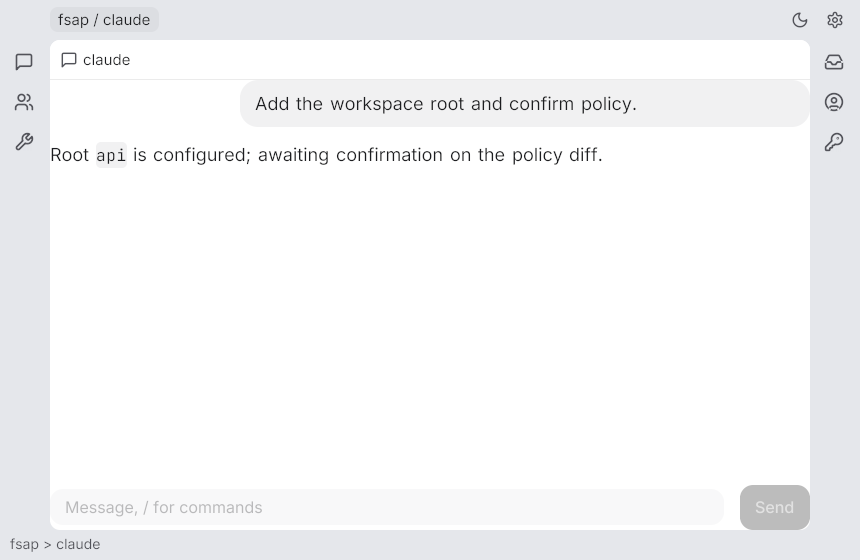 fsap / claude
claude
Add the workspace root and confirm policy.
Root api is configured; awaiting confirmation on the policy diff.
Message, / for commands
Send
fsap > claude